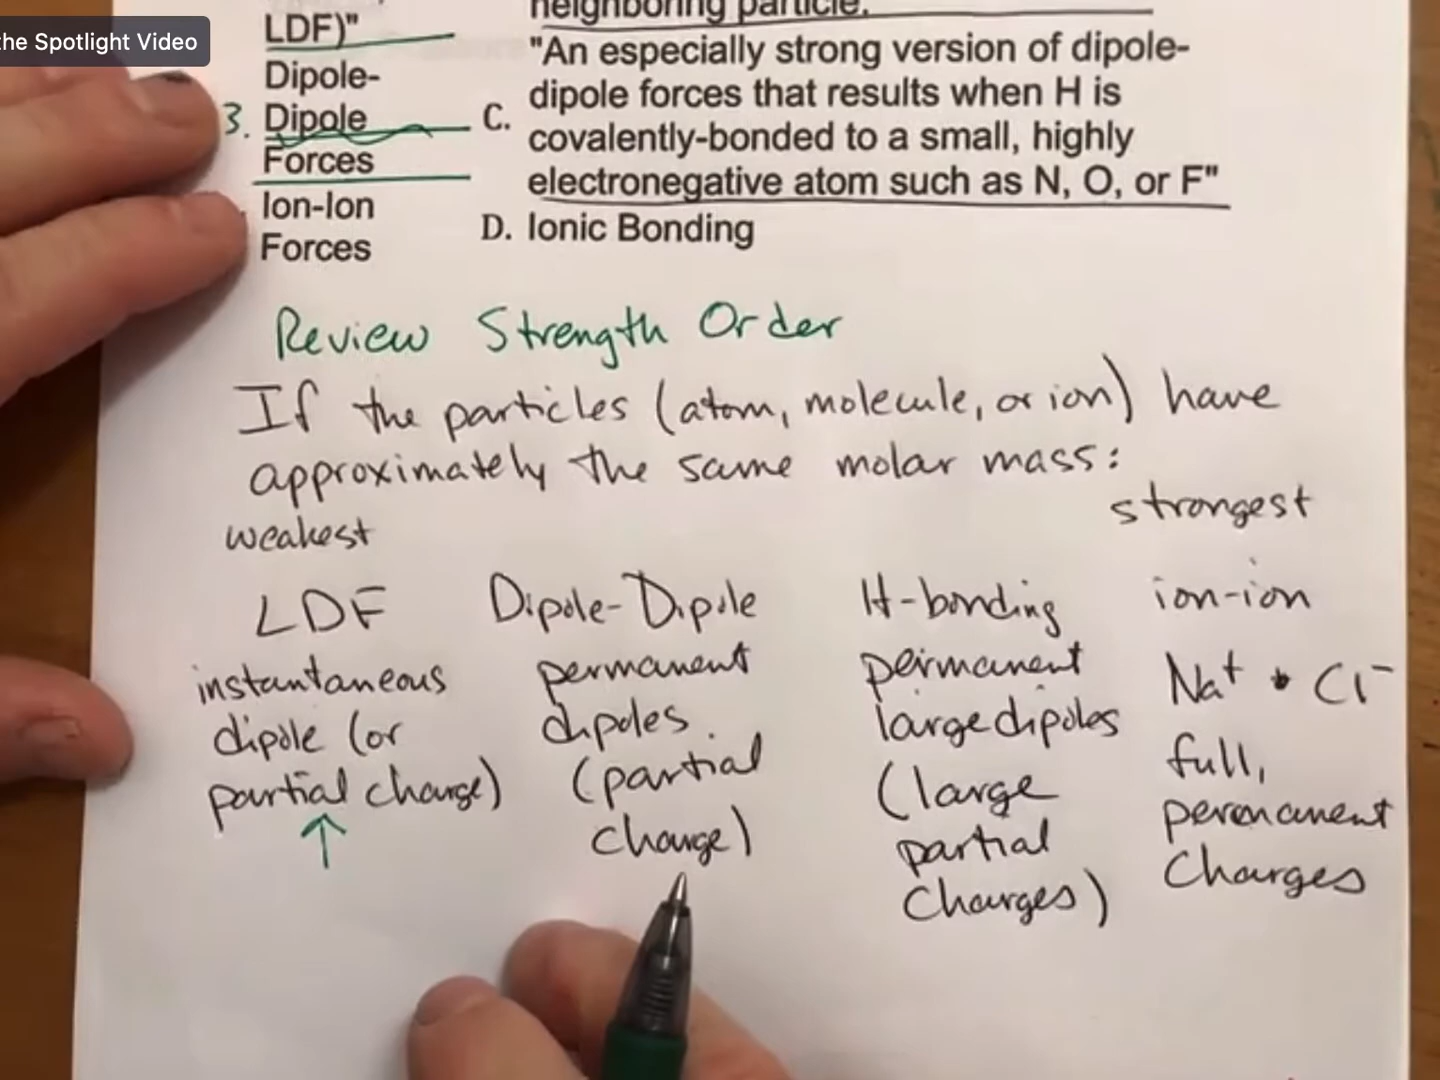 the Spotlight Video
LDF)"
Dipole-
3. Dipole
Forces
Ion-Ion
Forces
neighboring particle.
"An especially strong version of dipole-
dipole forces that results when H is
C. covalently-bonded to a small, highly
electronegative atom such as N, O, or F"
D. Ionic Bonding
Review Strength Order
If the particles (atom, molecule, or ion) have
approximately the same molar mass:
weakest strongest
LDF Dipole-Dipole H-bonding ion-ion
instantaneous permanent permanent Na+ Cl-
dipole (or dipoles large dipoles full,
partial charge) (partial (large permanent
charge) partial charges
charges)